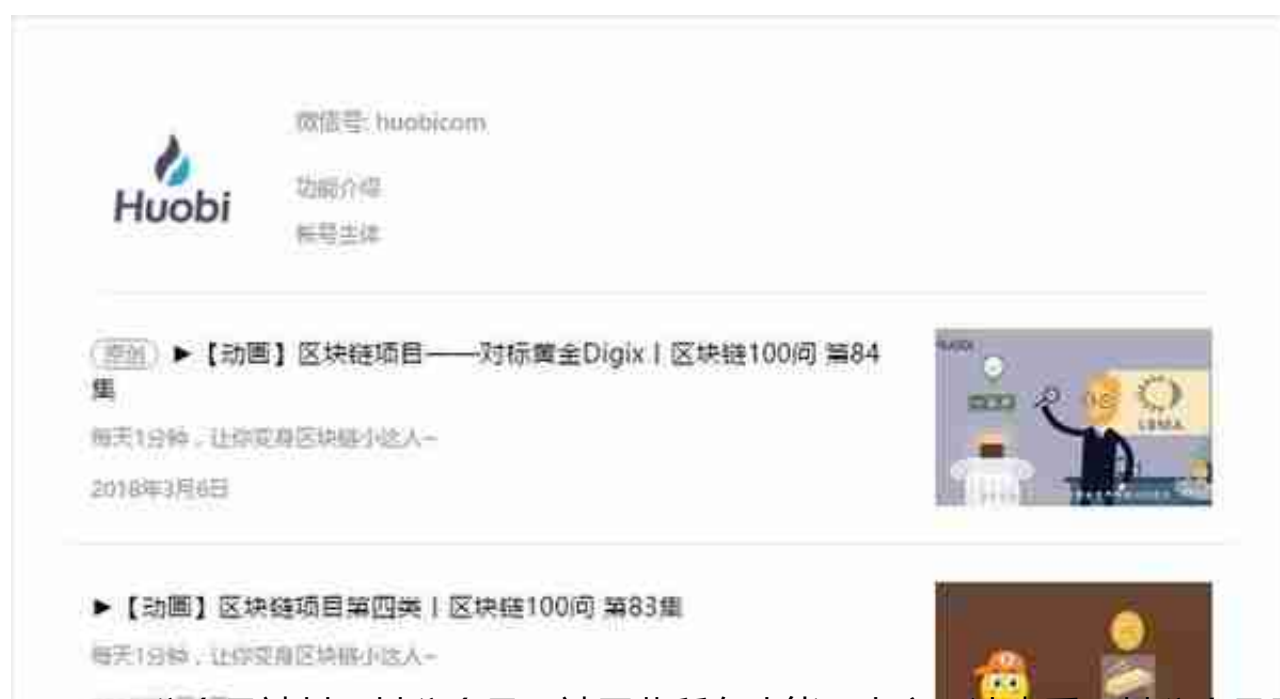 微信号: huobicom
Huobi
功能介绍
帐号主体
原创 ▶【动画】区块链项目——对标黄金Digix丨区块链100问 第84
集
每天1分钟，让你变身区块链小达人~
2018年3月6日
HUOBI
LBMA
▶【动画】区块链项目第四类丨区块链100问 第83集
每天1分钟，让你变身区块链小达人~